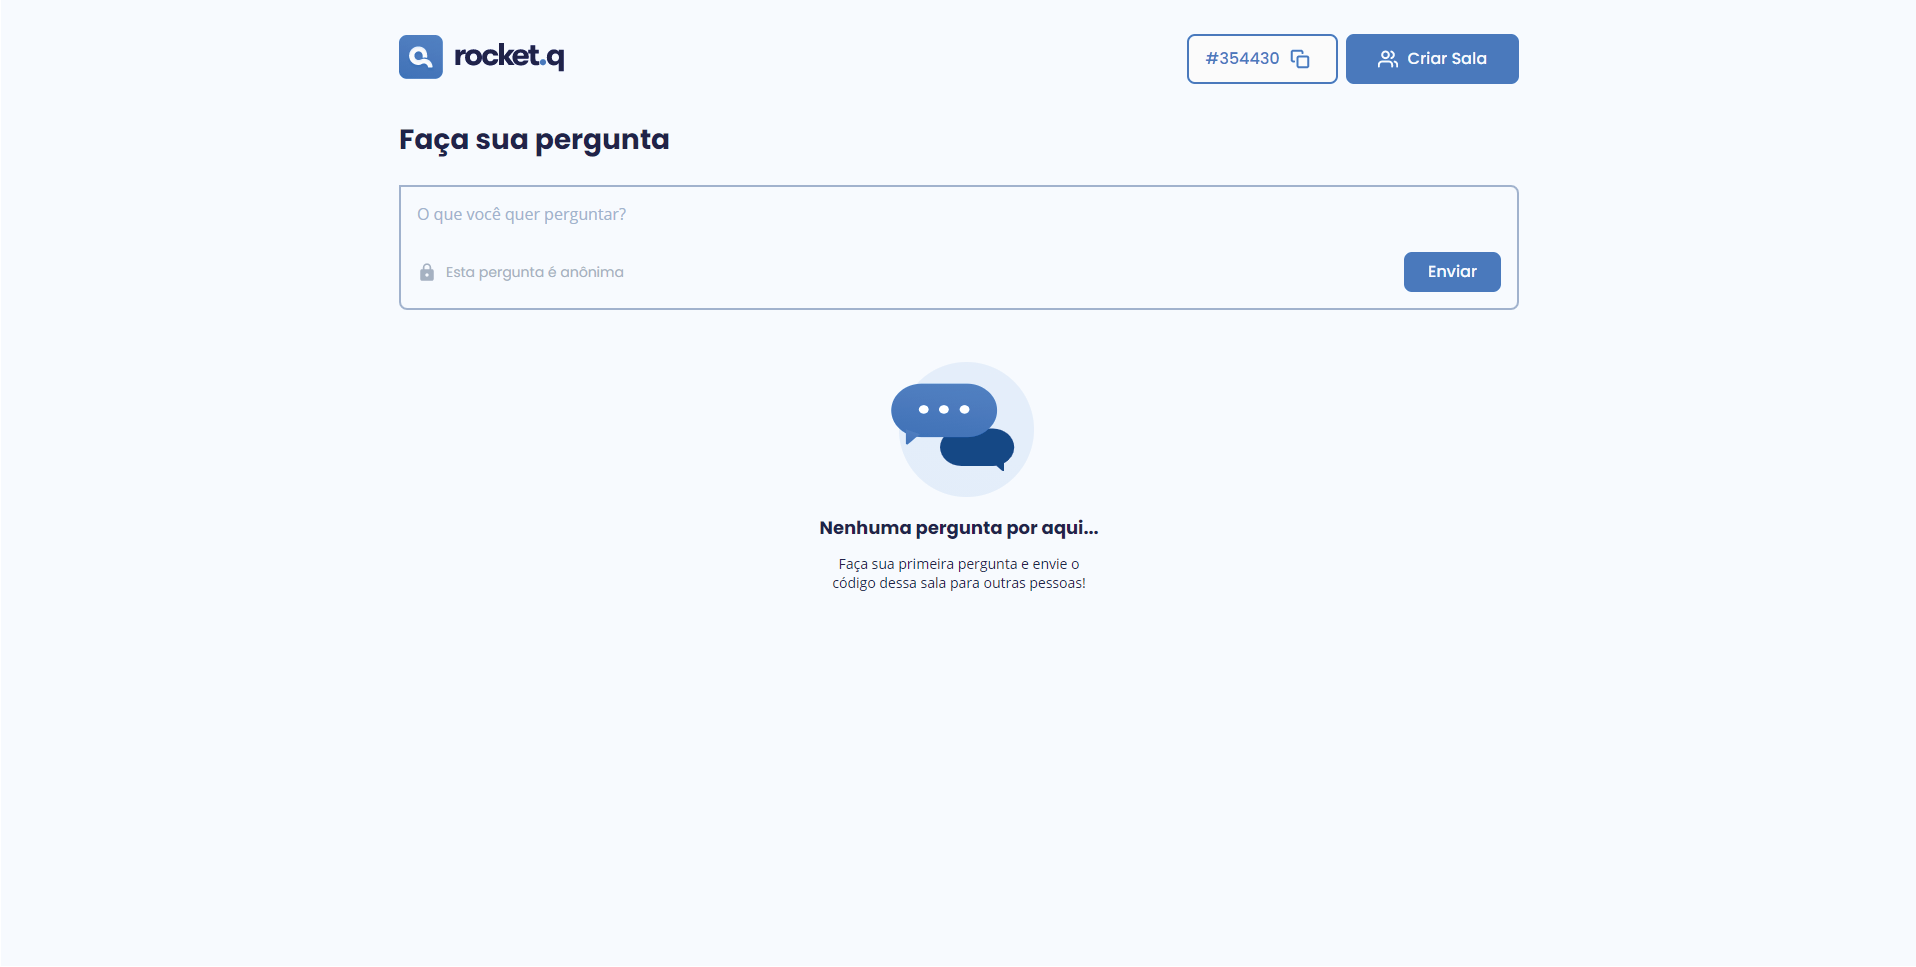 rocket.q
#354430
Criar Sala
Faça sua pergunta
O que você quer perguntar?
Esta pergunta é anônima
Enviar
Nenhuma pergunta por aqui...
Faça sua primeira pergunta e envie o
código dessa sala para outras pessoas!